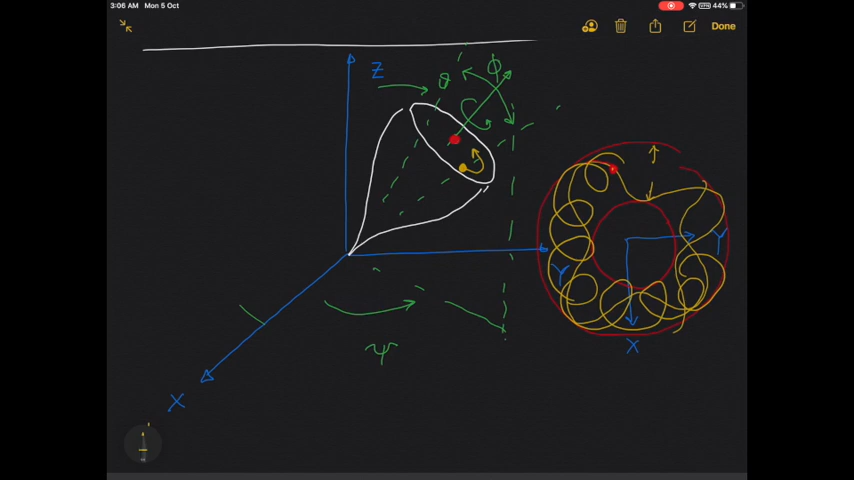 3:06 AM Mon 5 Oct
44%
Done
Z
θ
ϕ
Y
Y
X
ψ
X